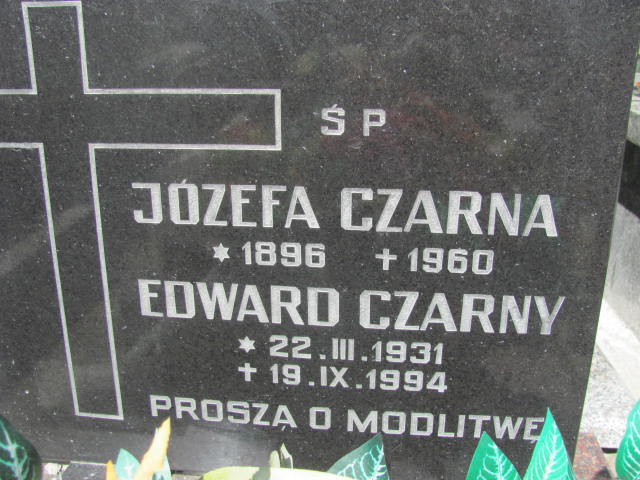 ŚP
JÓZEFA CZARNA
* 1896 + 1960
EDWARD CZARNY
* 22.III.1931
+ 19.IX.1994
PROSZĄ O MODLITWĘ